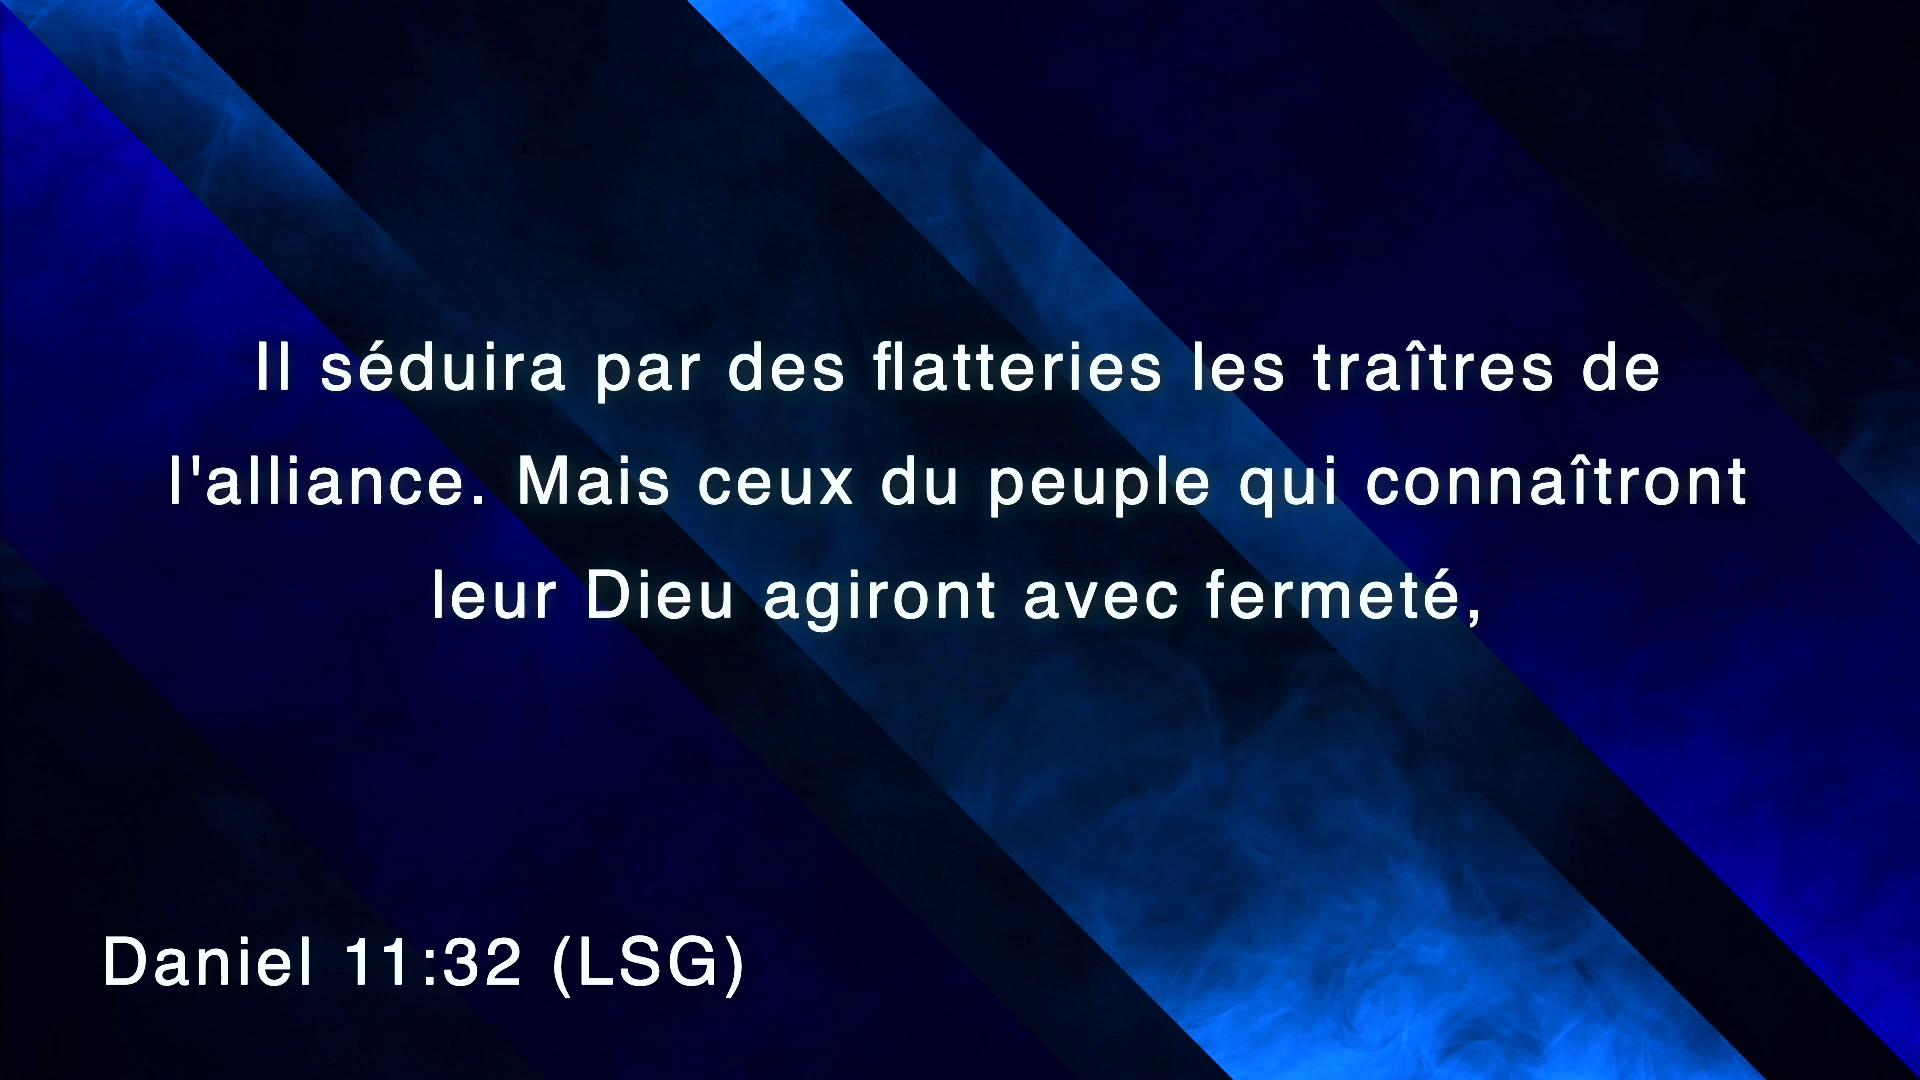 Il séduira par des flatteries les traîtres de
l'alliance. Mais ceux du peuple qui connaîtront
leur Dieu agiront avec fermeté,
Daniel 11:32 (LSG)